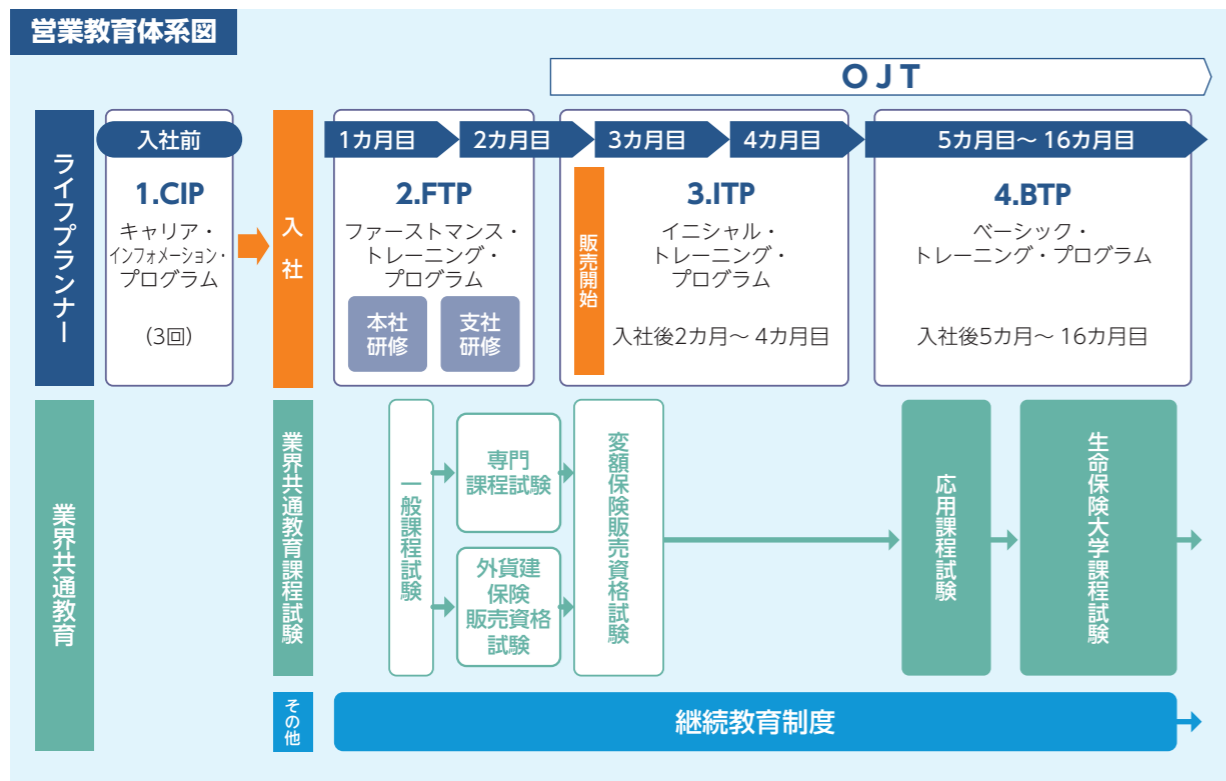 営業教育体系図
OJT
ライフプランナー
入社前
1.CIP
キャリア・
インフォメーション・
プログラム
(3回)
入社
1カ月目
2カ月目
2.FTP
ファーストマンス・
トレーニング・
プログラム
本社
研修
支社
研修
3カ月目
4カ月目
販売開始
3.ITP
イニシャル・
トレーニング・
プログラム
入社後2カ月～4カ月目
5カ月目～16カ月目
4.BTP
ベーシック・
トレーニング・プログラム
入社後5カ月～16カ月目
業界共通教育
業界共通教育課程試験
一般課程試験
専門
課程試験
外貨建
保険
販売資格
試験
変額保険販売資格試験
応用課程試験
生命保険大学課程試験
その他
継続教育制度